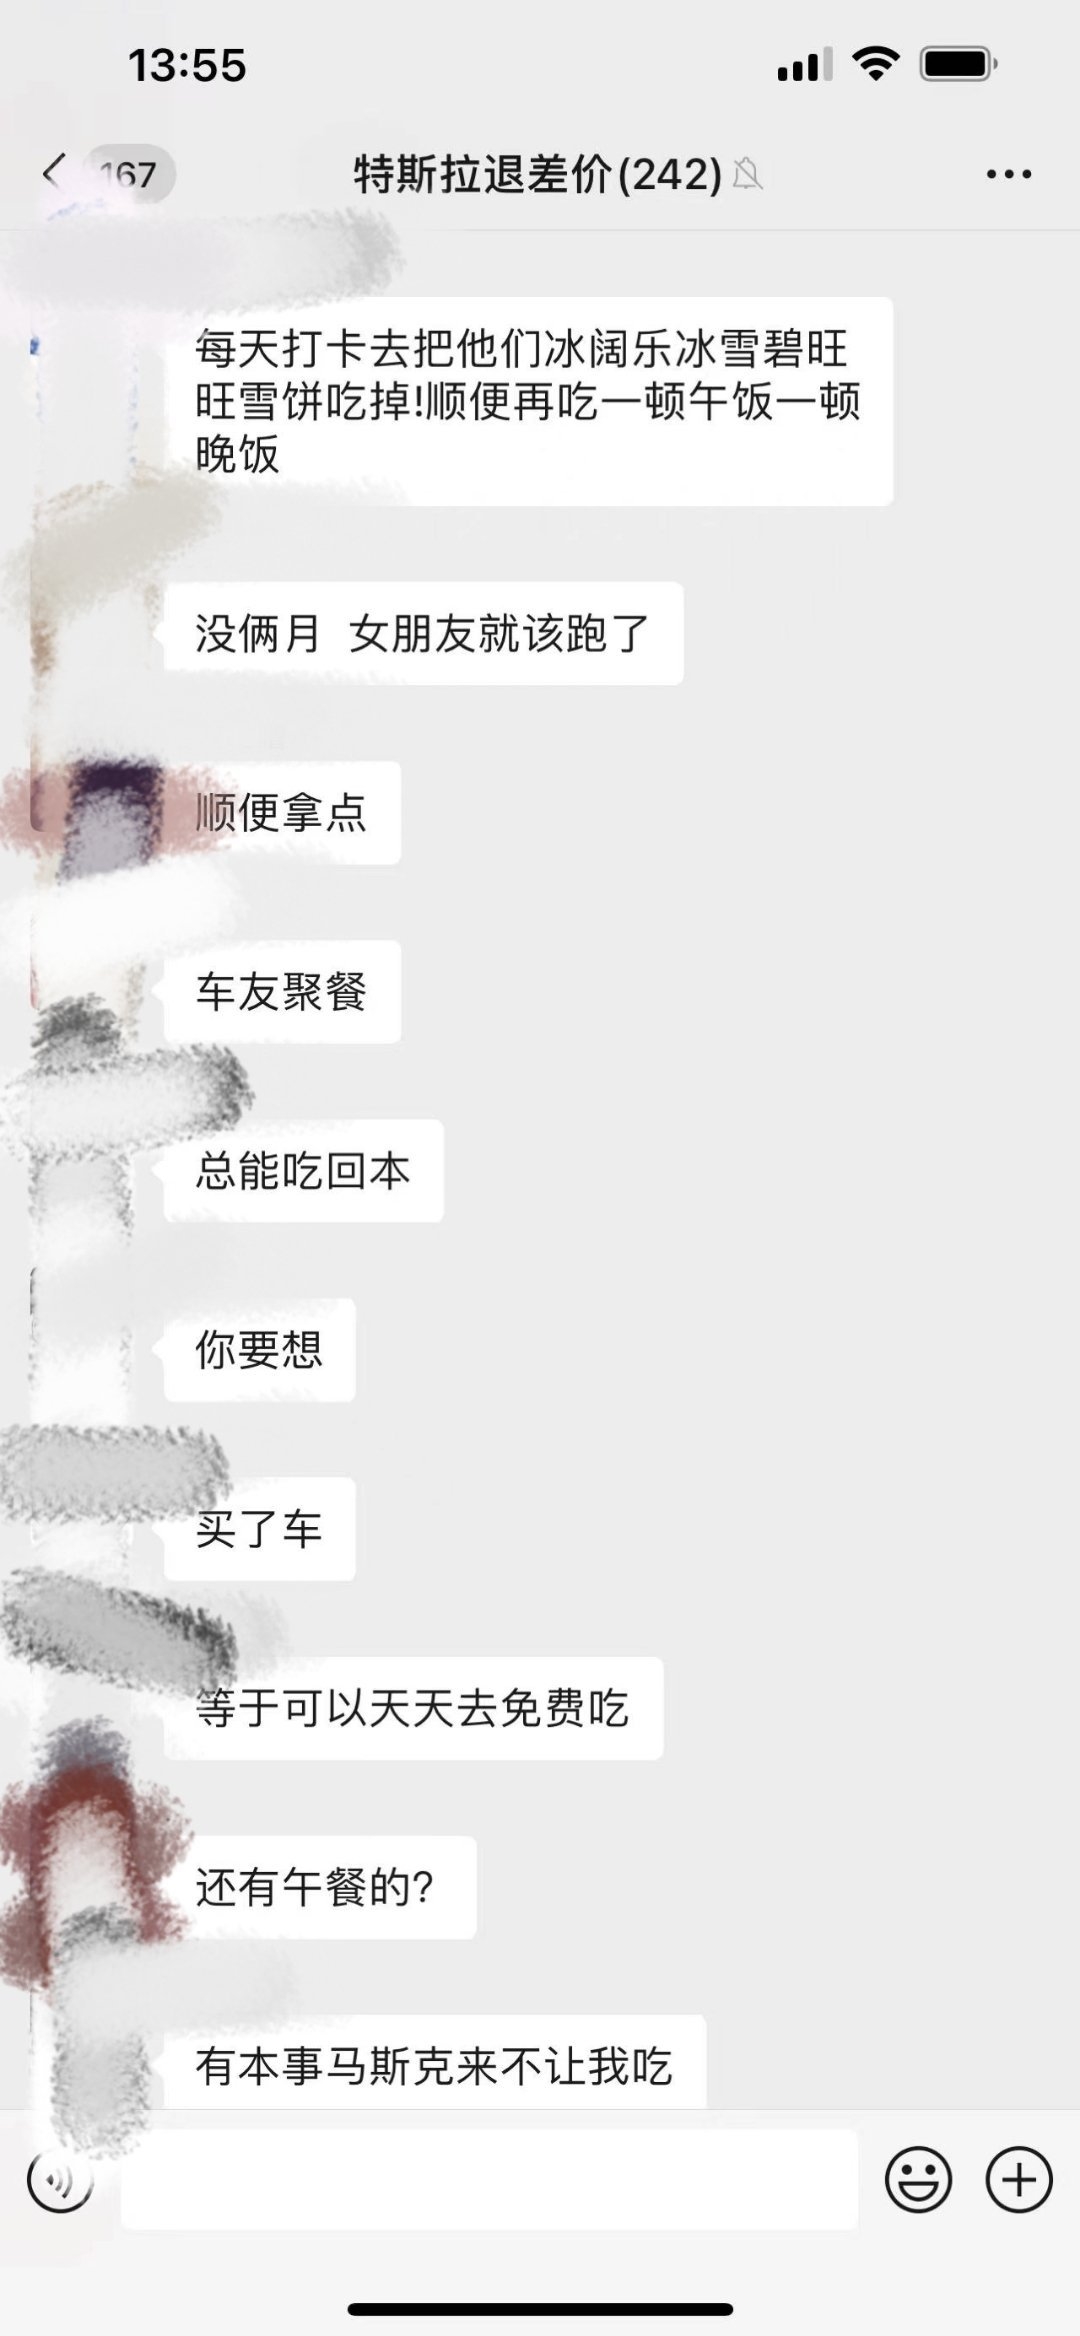 13:55
167
特斯拉退差价(242)
每天打卡去把他们冰阔乐冰雪碧旺
旺雪饼吃掉!顺便再吃一顿午饭一顿
晚饭
没俩月 女朋友就该跑了
顺便拿点
车友聚餐
总能吃回本
你要想
买了车
等于可以天天去免费吃
还有午餐的?
有本事马斯克来不让我吃